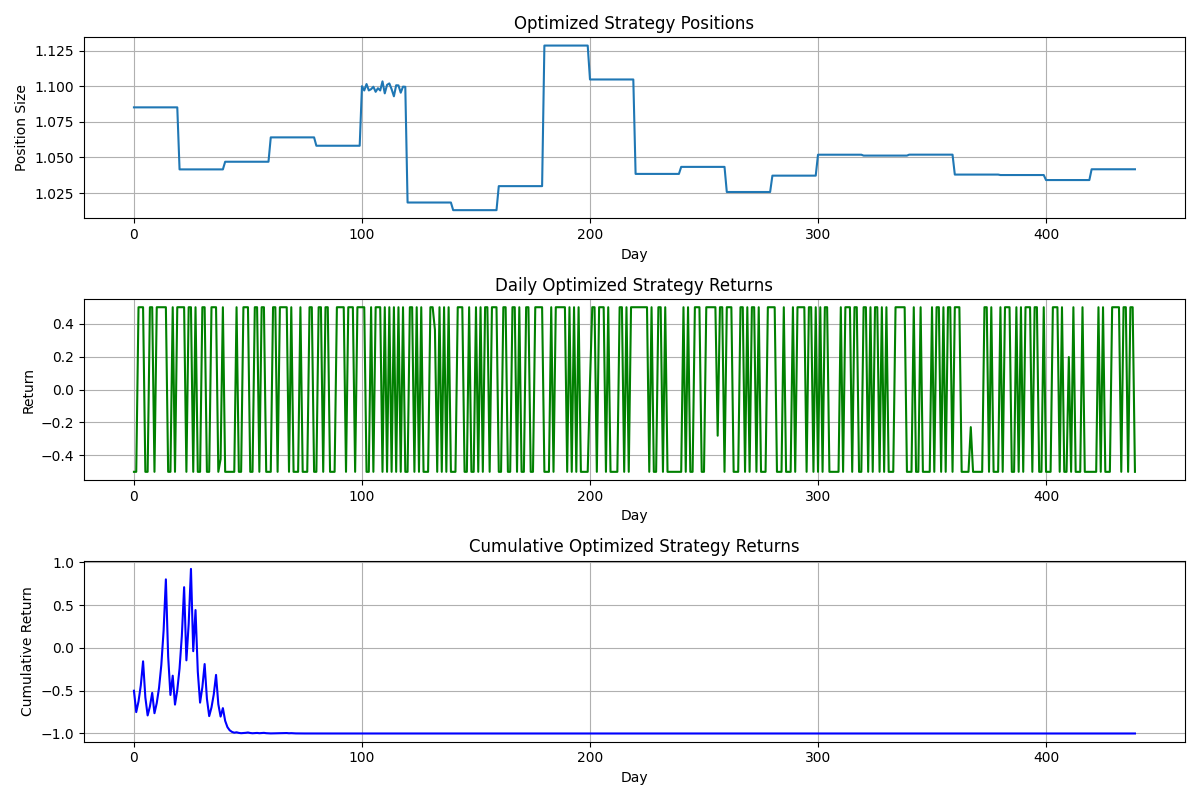 Optimized Strategy Positions
1.125
1.100
1.075
1.050
1.025
Position Size
0 100 200 300 400
Day
Daily Optimized Strategy Returns
0.4
0.2
0.0
−0.2
−0.4
Return
0 100 200 300 400
Day
Cumulative Optimized Strategy Returns
1.0
0.5
0.0
−0.5
−1.0
Cumulative Return
0 100 200 300 400
Day